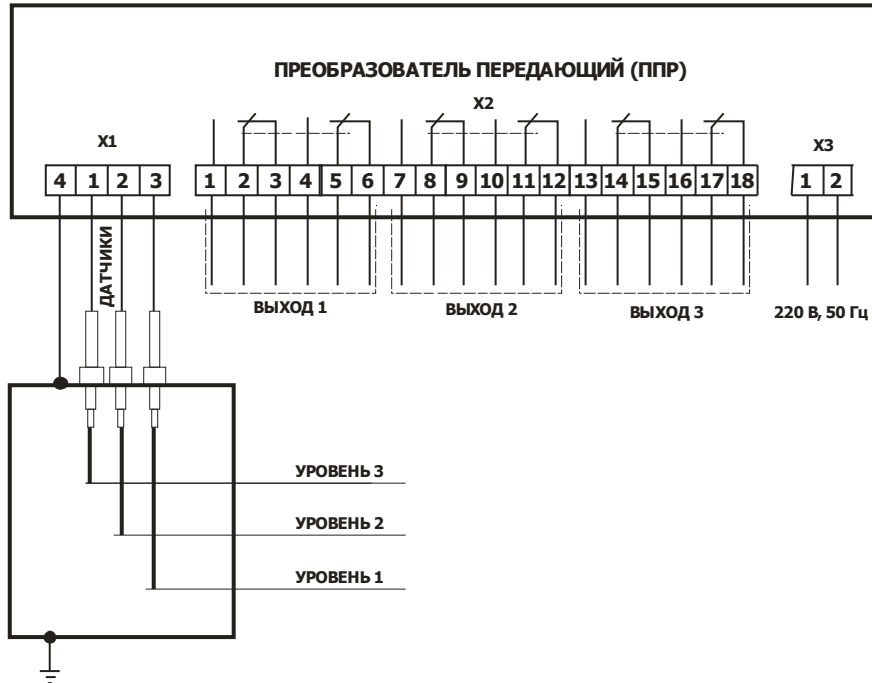 ПРЕОБРАЗОВАТЕЛЬ ПЕРЕДАЮЩИЙ (ППР)
X1
X2
X3
4 1 2 3
1 2 3 4 5 6 7 8 9 10 11 12 13 14 15 16 17 18
1 2
ДАТЧИКИ
ВЫХОД 1
ВЫХОД 2
ВЫХОД 3
220 В, 50 Гц
УРОВЕНЬ 3
УРОВЕНЬ 2
УРОВЕНЬ 1